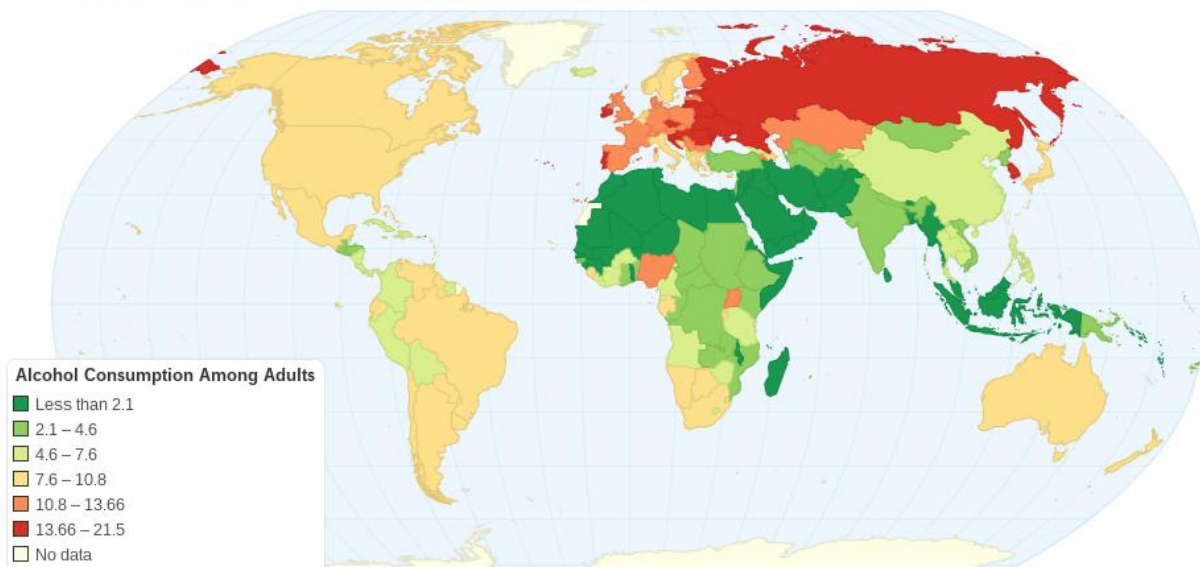 Alcohol Consumption Among Adults
Less than 2.1
2.1 – 4.6
4.6 – 7.6
7.6 – 10.8
10.8 – 13.66
13.66 – 21.5
No data